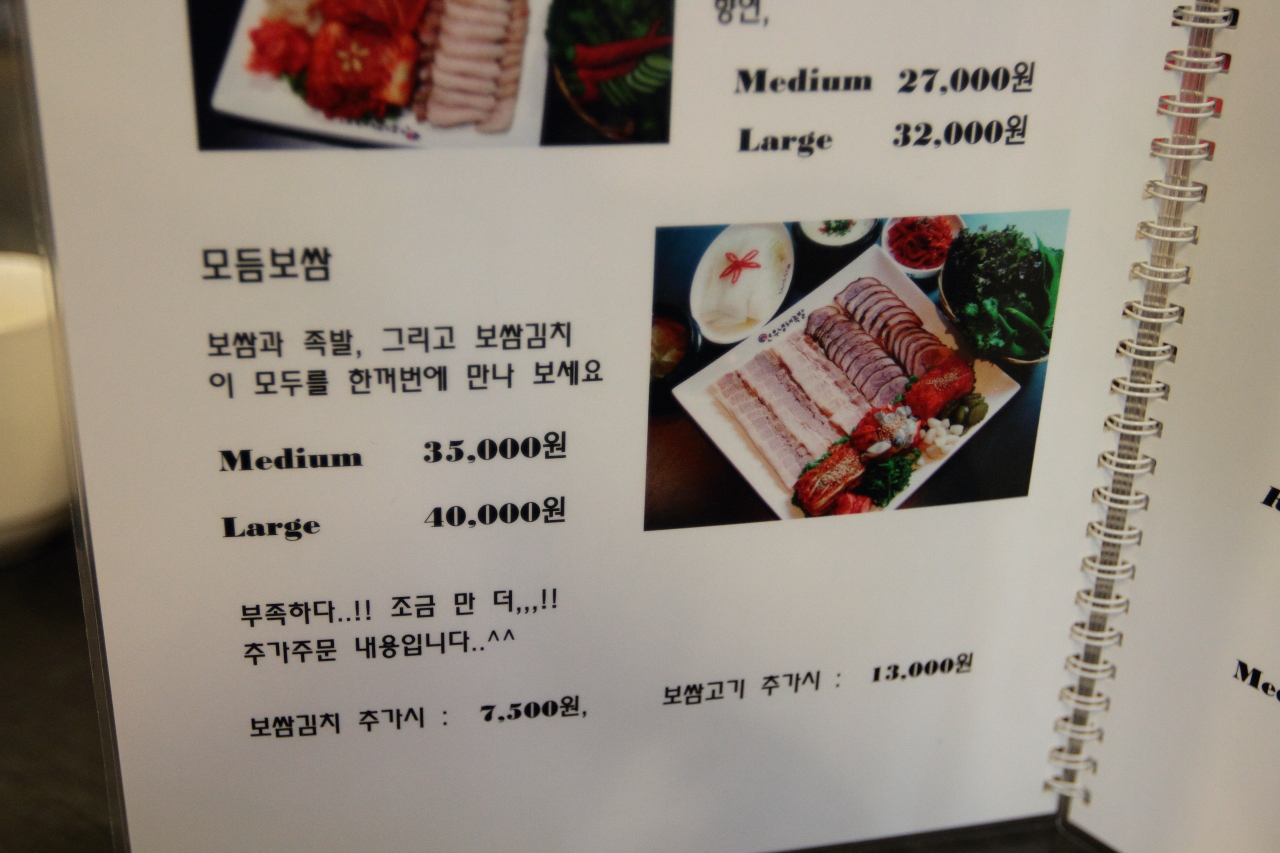 향연,
Medium 27,000원
Large 32,000원
모듬보쌈
보쌈과 족발, 그리고 보쌈김치
이 모두를 한꺼번에 만나 보세요
Medium 35,000원
Large 40,000원
부족하다..!! 조금 만 더,,,!!
추가주문 내용입니다..^^
보쌈김치 추가시 : 7,500원, 보쌈고기 추가시 : 13,000원